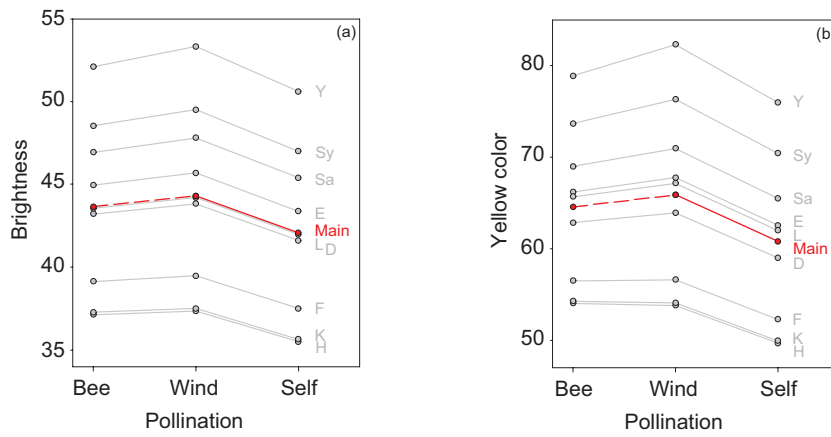 (a)
55
50
45
40
35
Brightness
Y
Sy
Sa
E
Main
L D
F
K
H
Bee Wind Self
Pollination
(b
80
70
60
50
Yellow color
Y
Sy
Sa
E
L
Main
D
F
K
H
Bee Wind Self
Pollination